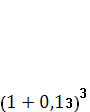 (1 + 0,13)³